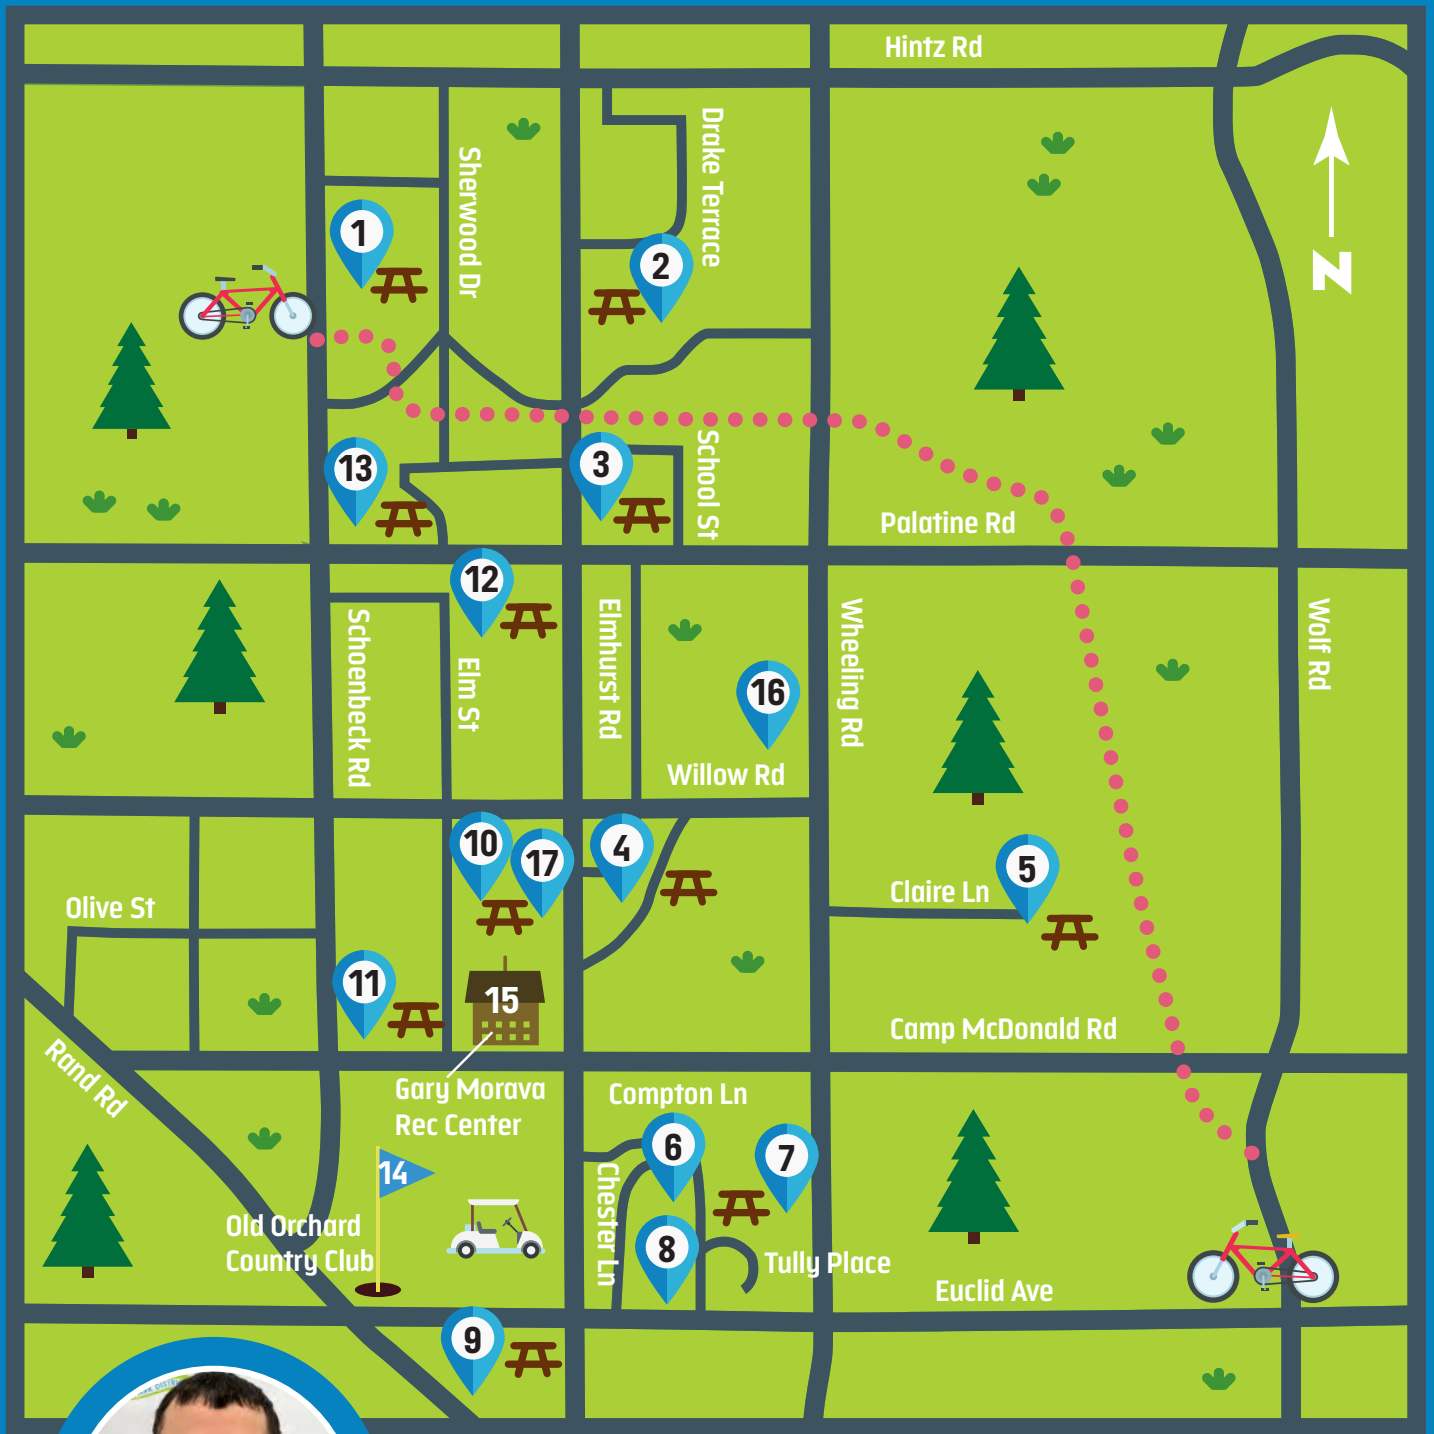 Hintz Rd
Drake Terrace
Sherwood Dr
1
2
N
School St
13
3
Palatine Rd
12
Schoenbeck Rd
Elm St
Elmhurst Rd
Wheeling Rd
Wolf Rd
16
Willow Rd
10
17
4
5
Claire Ln
Olive St
11
15
Camp McDonald Rd
Rand Rd
Gary Morava
Rec Center
Compton Ln
6
7
14
Chester Ln
Old Orchard
Country Club
8
Tully Place
Euclid Ave
9